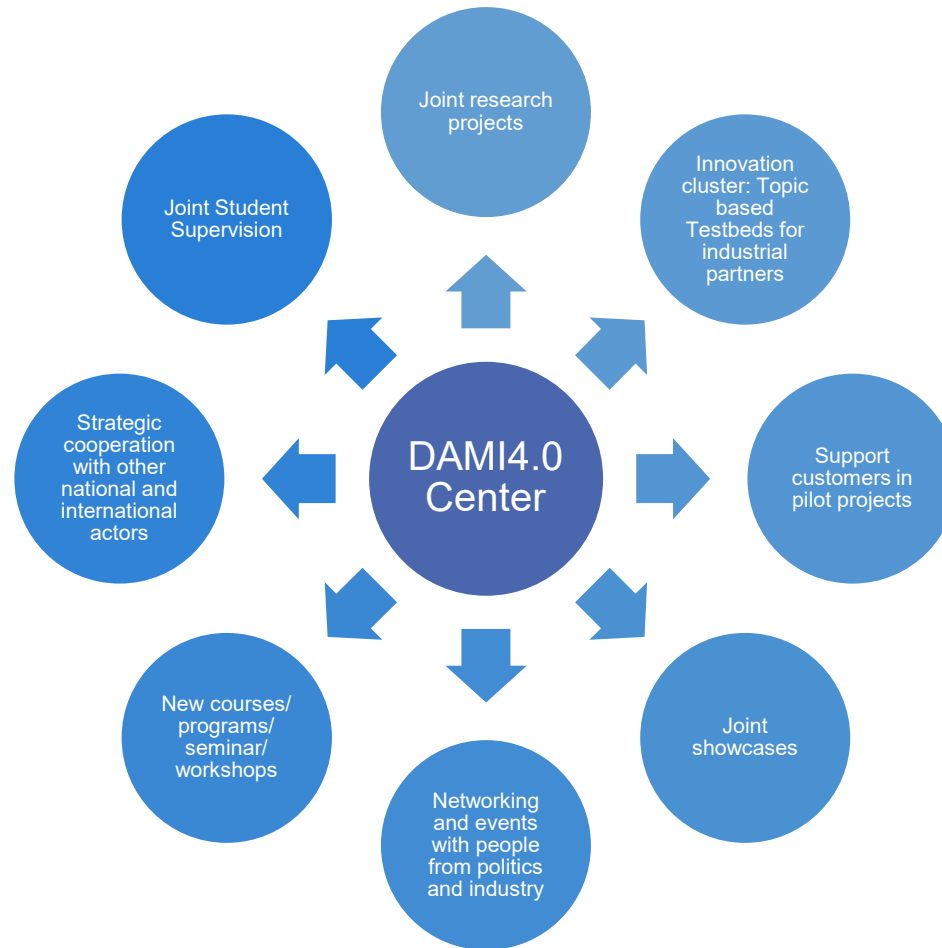 Joint research
projects
Innovation
cluster: Topic
based
Testbeds for
industrial
partners
Support
customers in
pilot projects
Joint
showcases
Networking
and events
with people
from politics
and industry
New courses/
programs/
seminar/
workshops
Strategic
cooperation
with other
national and
international
actors
Joint Student
Supervision
DAMI4.0
Center